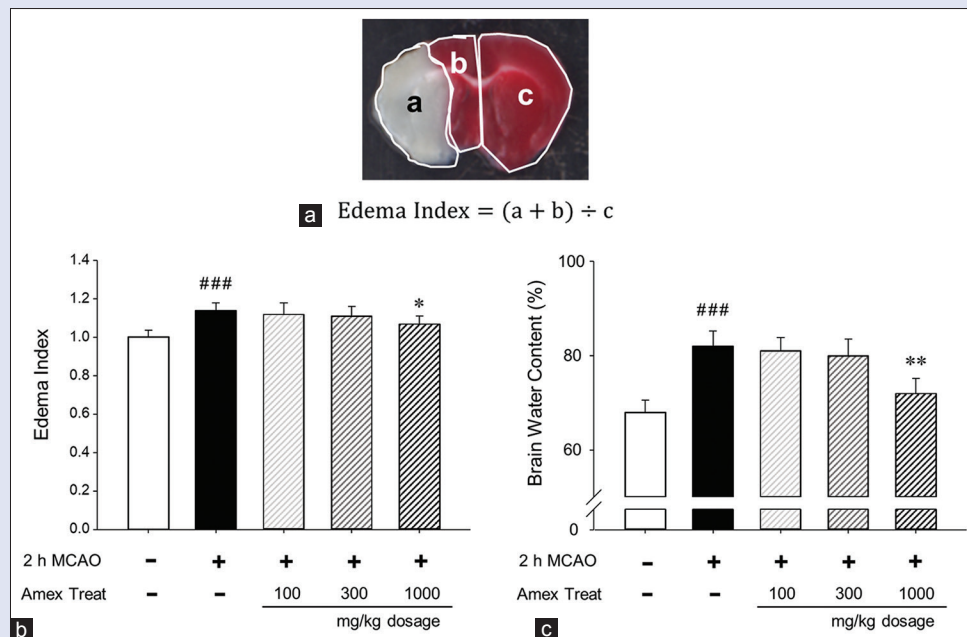 a
b
c
a Edema Index = (a + b) ÷ c
Edema Index
1.4
1.2
1.0
0.8
0.6
0.4
0.2
0.0
###
*
2 h MCAO - + + + +
Amex Treat - - 100 300 1000
mg/kg dosage
b
Brain Water Content (%)
100
80
60
0
###
**
2 h MCAO - + + + +
Amex Treat - - 100 300 1000
mg/kg dosage
c